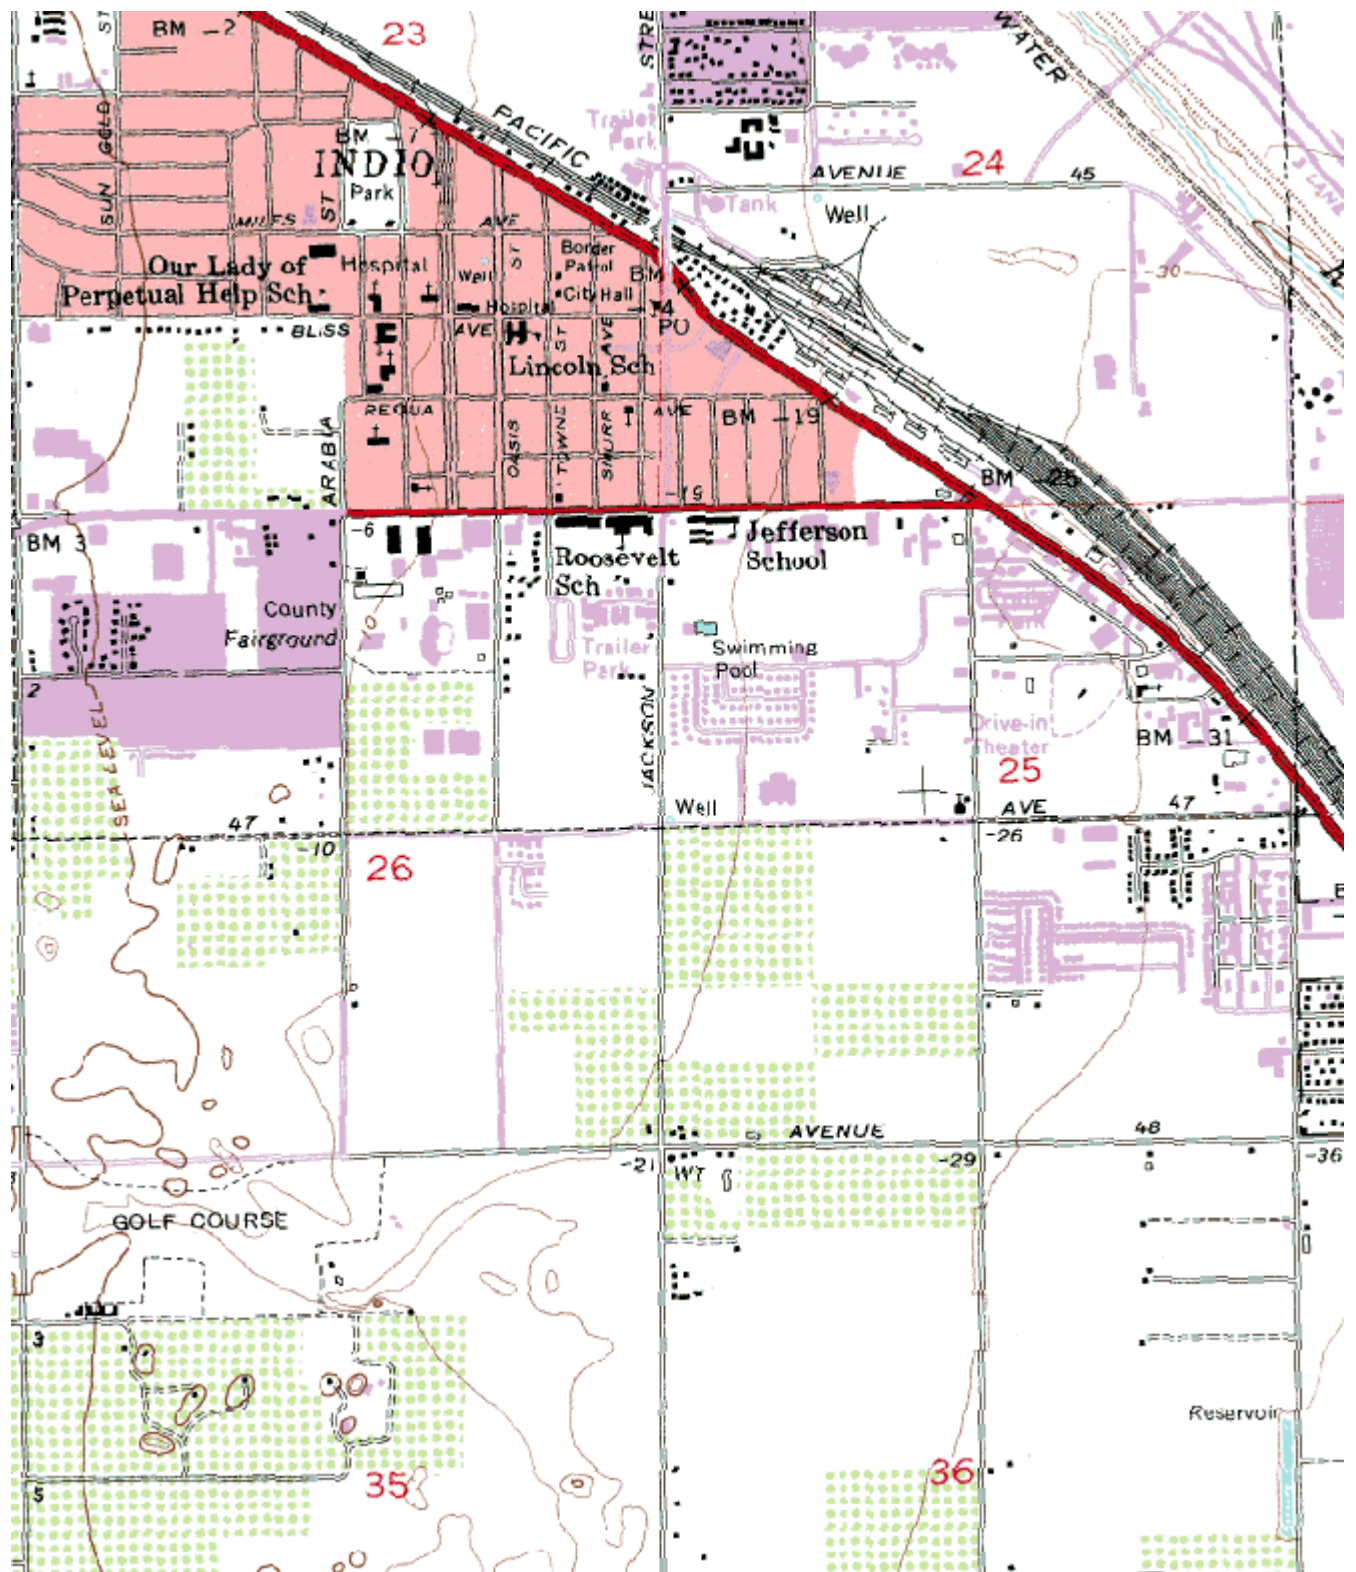 BM -2
23
ST
STRE
WATER
GOLD
SUN
PACIFIC
Trailer
Park
BM -7
INDIO
Park
ST
24
AVENUE 45
LANE
Tank
Well
MILES AVE
ST
Our Lady of
Perpetual Help Sch
Hospital
Well
Border
Patrol
City Hall
Hospital
BM
-14
PO
-30
BLISS AVE
ST
AVE
Lincoln Sch
REQUA AVE
BM -19
ARABIA
OASIS
TOWNE
SMURR
BM -25
-19
BM 3
-6
Roosevelt
Sch
Jefferson
School
County
Fairground
-10
Trailer
Park
Swimming
Pool
2
SEA LEVEL
JACKSON
Drive-in
Theater
BM -31
25
Well
AVE 47
47
-10
-26
26
AVENUE 48
-21
-29
-36
WT
GOLF COURSE
3
Reservoir
5
35
36